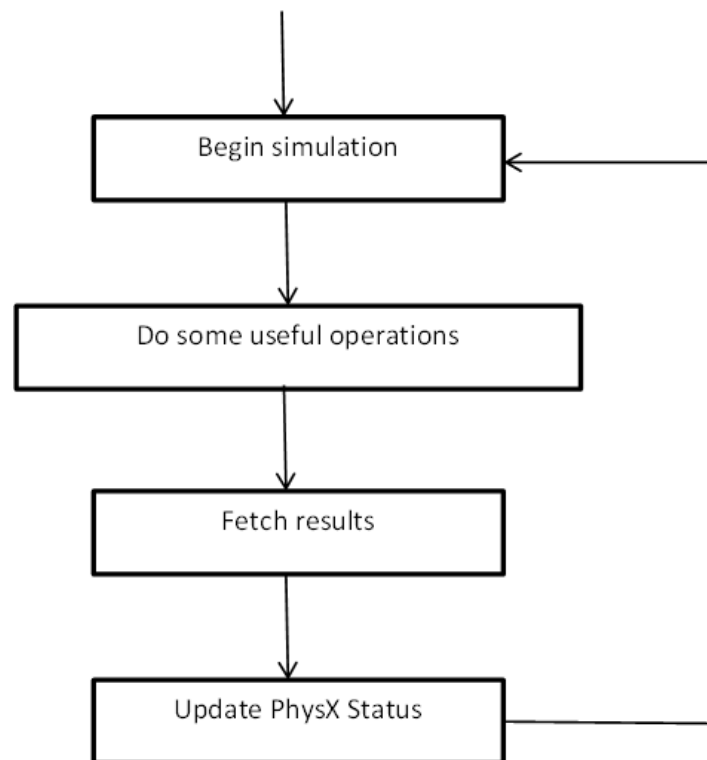 Begin simulation
Do some useful operations
Fetch results
Update PhysX Status